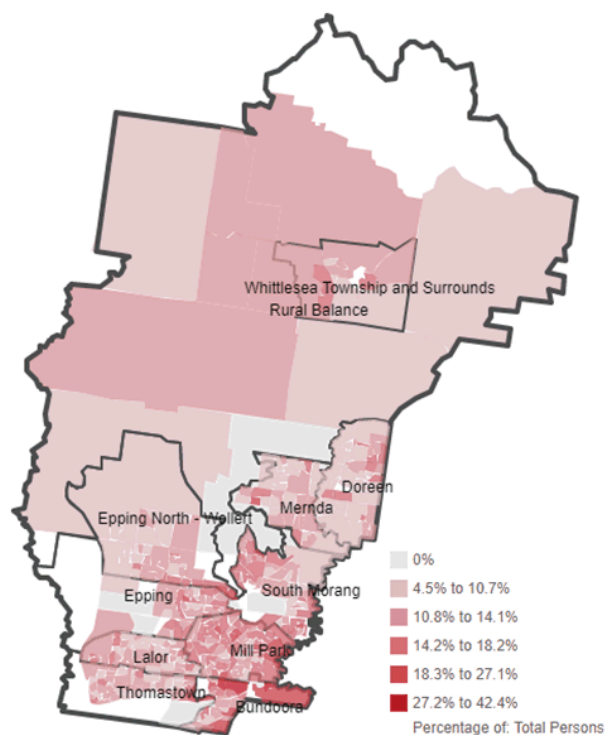 Whittlesea Township and Surrounds
Rural Balance
Doreen
Mernda
Epping North - Wollert
Epping
South Morang
Lalor
Mill Park
Thomastown
Bundoora
0%
4.5% to 10.7%
10.8% to 14.1%
14.2% to 18.2%
18.3% to 27.1%
27.2% to 42.4%
Percentage of: Total Persons